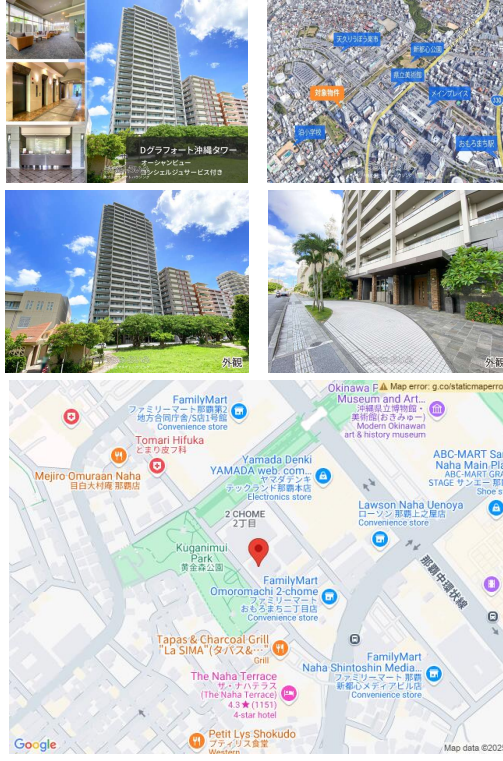 Dグラフォート沖縄タワー
オーシャンビュー
コンシェルジュサービス付き
天久りうぼう楽市
新都心公園
県立美術館
対象物件
メインプレイス
泊小学校
330
おもろまち駅
外観
外観
Map error: g.co/staticmaperro
Okinawa P
Museum and Art...
沖縄県立博物館・
美術館(おきみゅー)
Modern Okinawan
art & history museum
FamilyMart
ファミリーマート那覇第2
地方合同庁舎/S店1号館
Convenience store
Tomari Hifuka
とまり皮フ科
Mejiro Omuraan Naha
目白大村庵 那覇店
Yamada Denki
YAMADA web. com...
ヤマダデンキ
テックランド那覇本店
Electronics store
ABC-MART Sa
Naha Main Pla
ABC-MART GRA
STAGE サンエー 那
Shoe s
Lawson Naha Uenoya
ローソン 那覇上之屋店
Convenience store
2 CHOME
2丁目
Kuganimui
Park
黄金森公園
那覇中環状線
FamilyMart
Omoromachi 2-chome
ファミリーマート
おもろまち二丁目店
Convenience store
Tapas & Charcoal Grill
"La SIMA"(タパス&...
Grill
The Naha Terrace
ザ・ナハテラス
(The Naha Terrace)
4.3★(1151)
4-star hotel
FamilyMart
Naha Shintoshin Media...
ファミリーマート 那覇
新都心メディアビル店
Convenience store
Petit Lys Shokudo
プティリス食堂
Western
Google
Map data ©2025